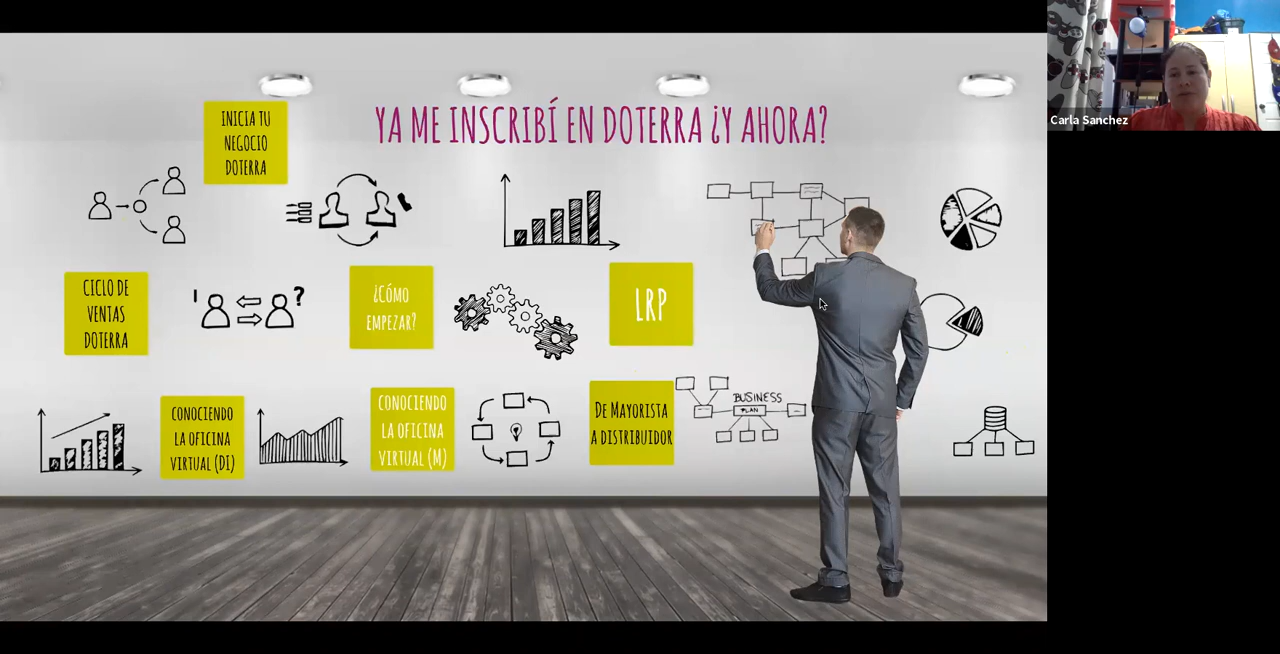 YA ME INSCRIBÍ EN DOTERRA ¿Y AHORA?
INICIA TU
NEGOCIO
DOTERRA
CICLO DE
VENTAS
DOTERRA
¿CÓMO
EMPEZAR?
LRP
CONOCIENDO
LA OFICINA
VIRTUAL (DI)
CONOCIENDO
LA OFICINA
VIRTUAL (M)
DE MAYORISTA
A DISTRIBUIDOR
BUSINESS
PLAN
!
?
Carla Sanchez